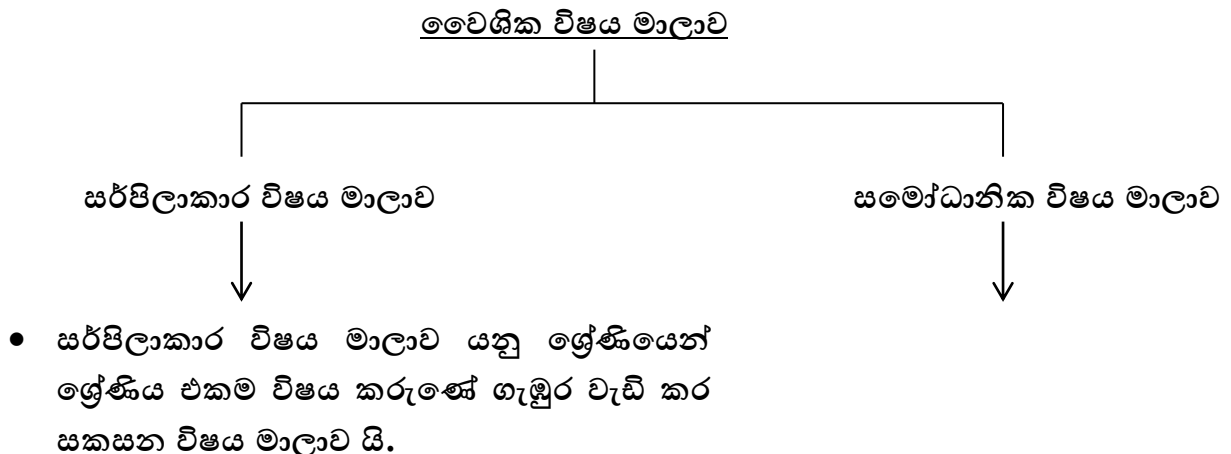 වෛශික විෂය මාලාව
සර්පිලාකාර විෂය මාලාව
සමෝධානික විෂය මාලාව
• සර්පිලාකාර විෂය මාලාව යනු ශ්‍රේණියෙන්
ශ්‍රේණිය එකම විෂය කරුණේ ගැඹුර වැඩි කර
සකසන විෂය මාලාව යි.